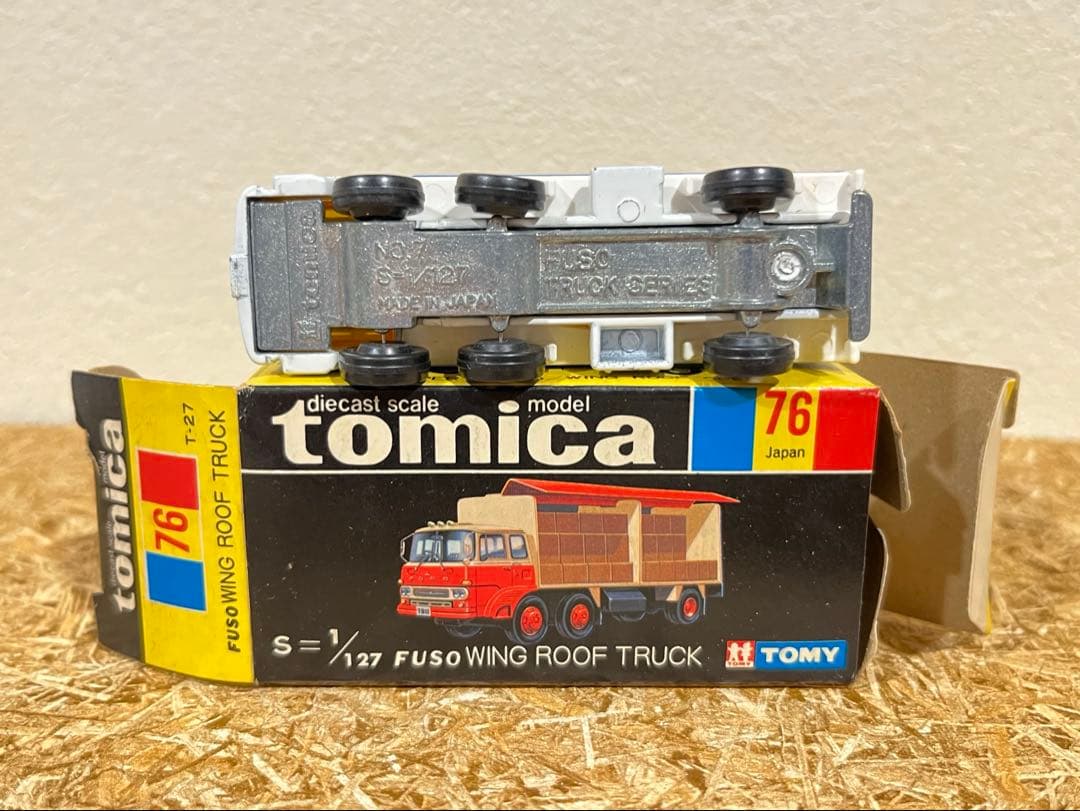 tomica
NO.7
S=1/127
MADE IN JAPAN
FUSO
TRUCK SERIES
diecast scale model
tomica
76
Japan
S=1/127 FUSO WING ROOF TRUCK
TOMY
TOMY
tomica
76
T-27
FUSO WING ROOF TRUCK